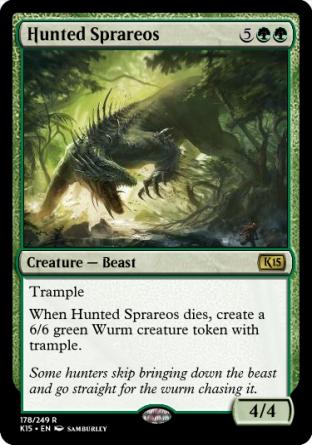 Hunted Sprareos 5
Creature — Beast
K15
Trample
When Hunted Sprareos dies, create a
6/6 green Wurm creature token with
trample.
Some hunters skip bringing down the beast
and go straight for the wurm chasing it.
4/4
178/249 R
K15 • EN SAMBURLEY